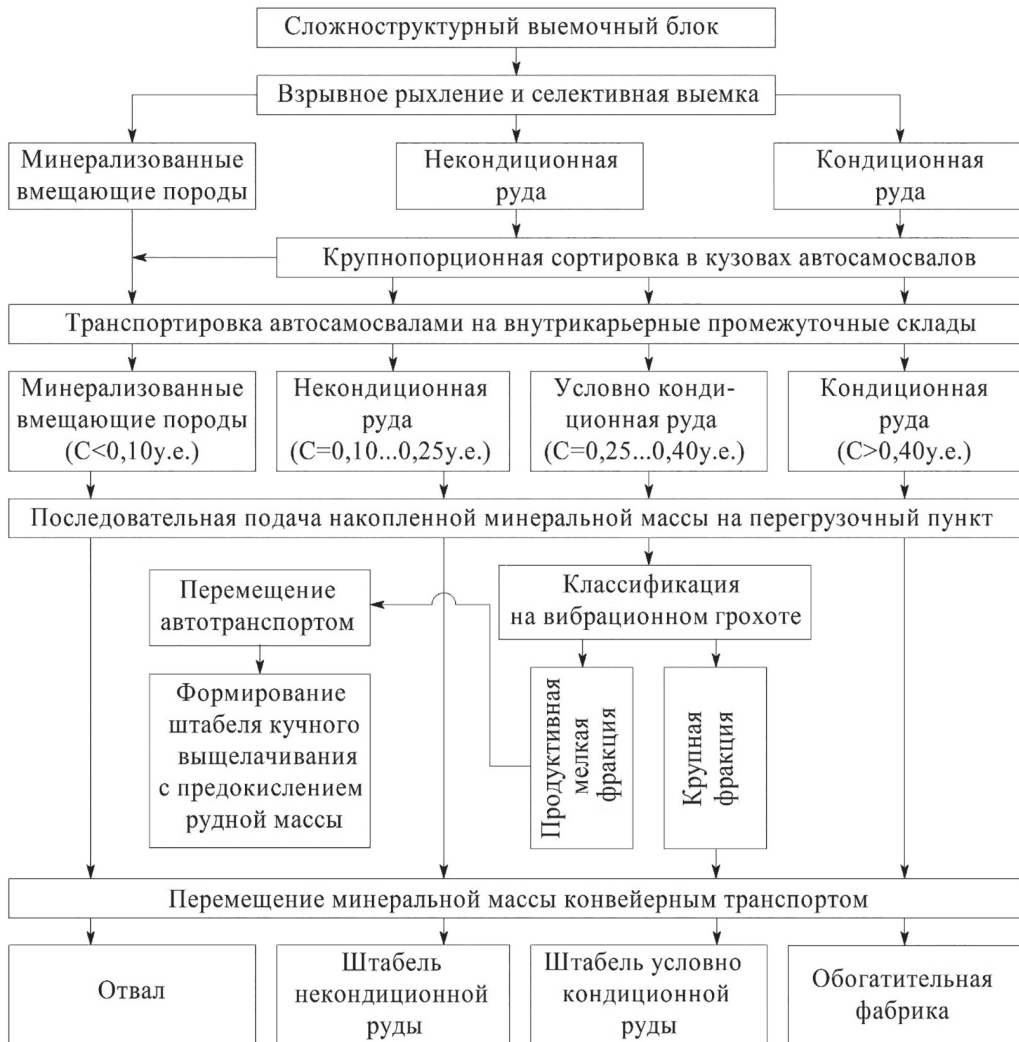 Сложноструктурный выемочный блок
Взрывное рыхление и селективная выемка
Минерализованные
вмещающие породы
Некондиционная
руда
Кондиционная
руда
Крупнопорционная сортировка в кузовах автосамосвалов
Транспортировка автосамосвалами на внутрикарьерные промежуточные склады
Минерализованные
вмещающие породы
(C<0,10у.е.)
Некондиционная
руда
(C=0,10...0,25у.е.)
Условно конди-
ционная руда
(C=0,25...0,40у.е.)
Кондиционная
руда
(C>0,40у.е.)
Последовательная подача накопленной минеральной массы на перегрузочный пункт
Перемещение
автотранспортом
Классификация
на вибрационном грохоте
Формирование
штабеля кучного
выщелачивания
с предокислением
рудной массы
Продуктивная
мелкая
фракция
Крупная
фракция
Перемещение минеральной массы конвейерным транспортом
Отвал
Штабель
некондиционной
руды
Штабель условно
кондиционной
руды
Обогатительная
фабрика